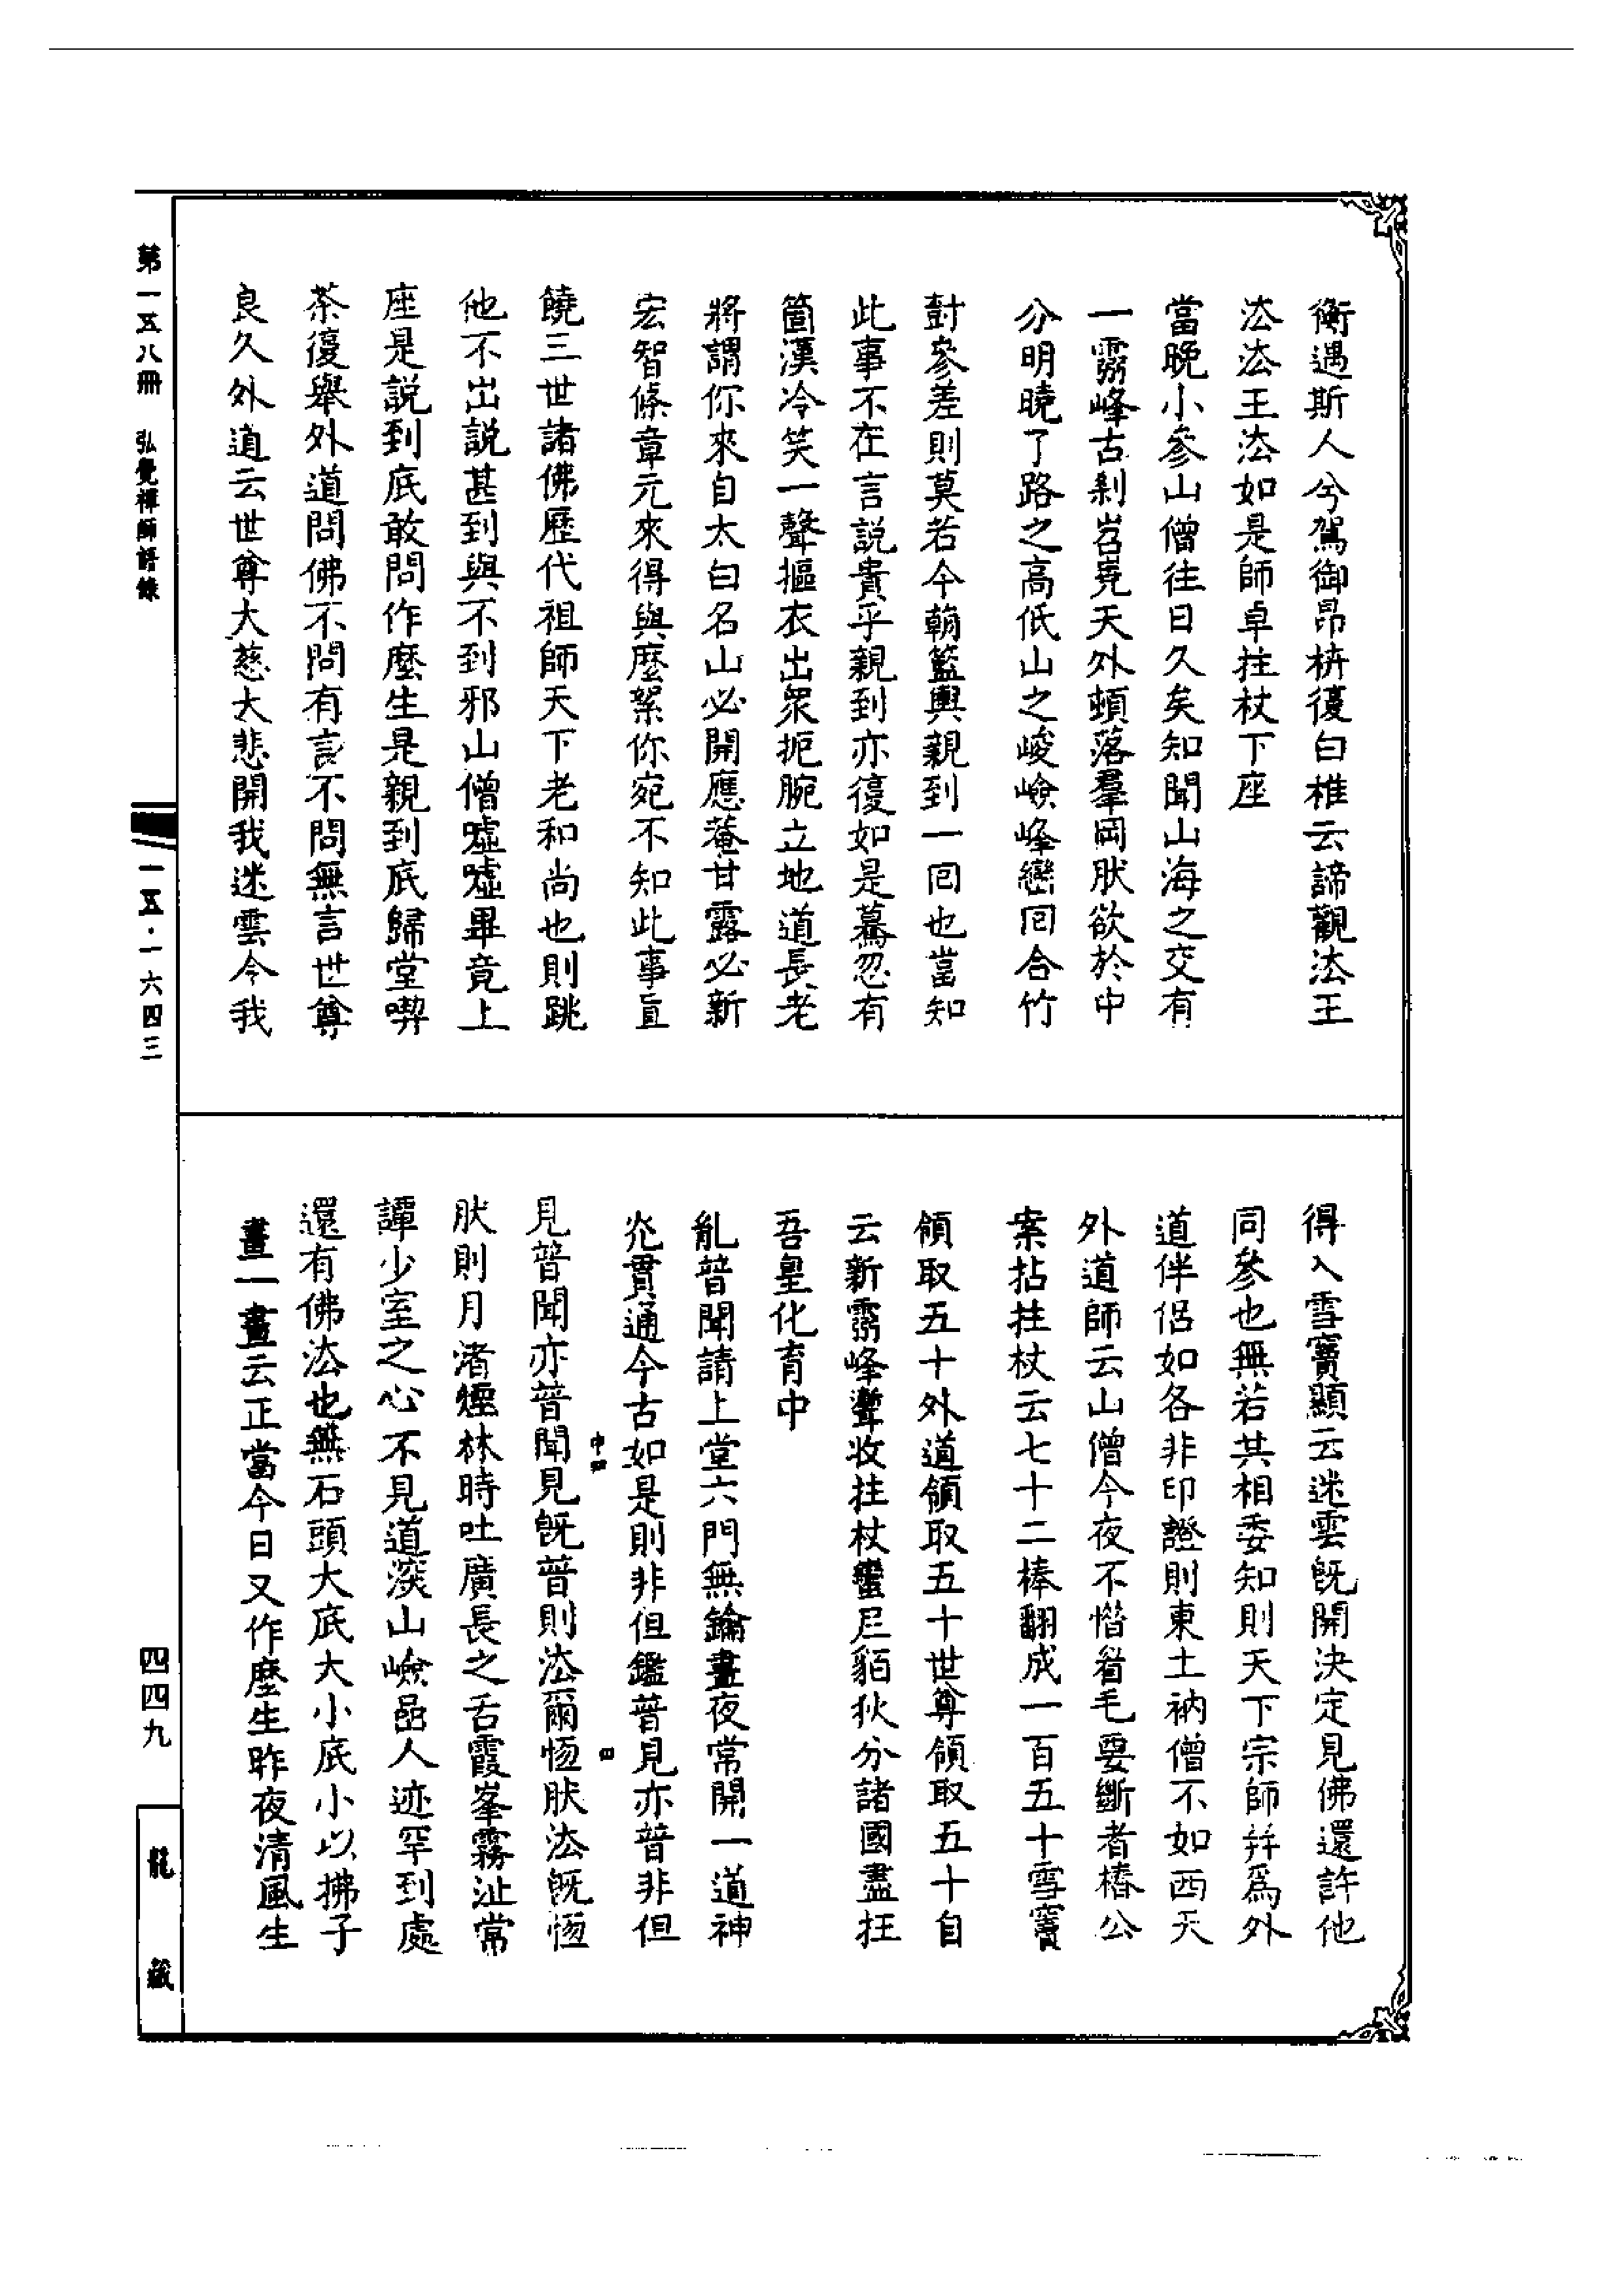 衡遇斯人兮駕御昂枿復白椎云諦觀法王
法法王法如是師卓拄杖下座
當晚小參山僧往日久矣知聞山海之交有
一靈峰古剎岧嶤天外頓落羣岡肰欲於中
分明曉了路之高低山之峻嶮峰巒回合竹
對參差則莫若今朝籃輿親到一回也當知
此事不在言說貴乎親到亦復如是驀忽有
箇漢冷笑一聲摳衣出眾扼腕立地道長老
將謂你來自太白名山必開應菴甘露必新
宏智條章元來得與麼絮你宛不知此事直
饒三世諸佛歷代祖師天下老和尚也則跳
他不出說甚到與不到邪山僧噓噓畢竟上
座是說到底敢問作麼生是親到底歸堂喫
茶復舉外道問佛不問有言不問無言世尊
良久外道云世尊大慈大悲開我迷雲令我
得入雪竇顯云迷雲既開決定見佛還許他
同參也無若共相委知則天下宗師幷為外
道伴侶如各非印證則東土衲僧不如西天
外道師云山僧今夜不惜眉毛要斷者樁公
案拈拄杖云七十二棒翻成一百五十雪竇
領取五十外道領取五十世尊領取五十自
云新靈峰聻收拄杖蠻尼貊狄分諸國盡在
吾皇化育中
亂普聞請上堂六門無鑰晝夜常開一道神
光貫通今古如是則非但鑑普見亦普非但
見普聞亦普聞見既普則法爾恆肰法既恆
肰則月渚煙林時吐廣長之舌霞峯霧沚常
譚少室之心不見道深山嶮嵒人迹罕到處
還有佛法也無石頭大底大小底小以拂子
畫一畫云正當今日又作麼生昨夜清風生
第一五八冊 弘覺禪師語錄
一五·一六四三
四四九
龍藏